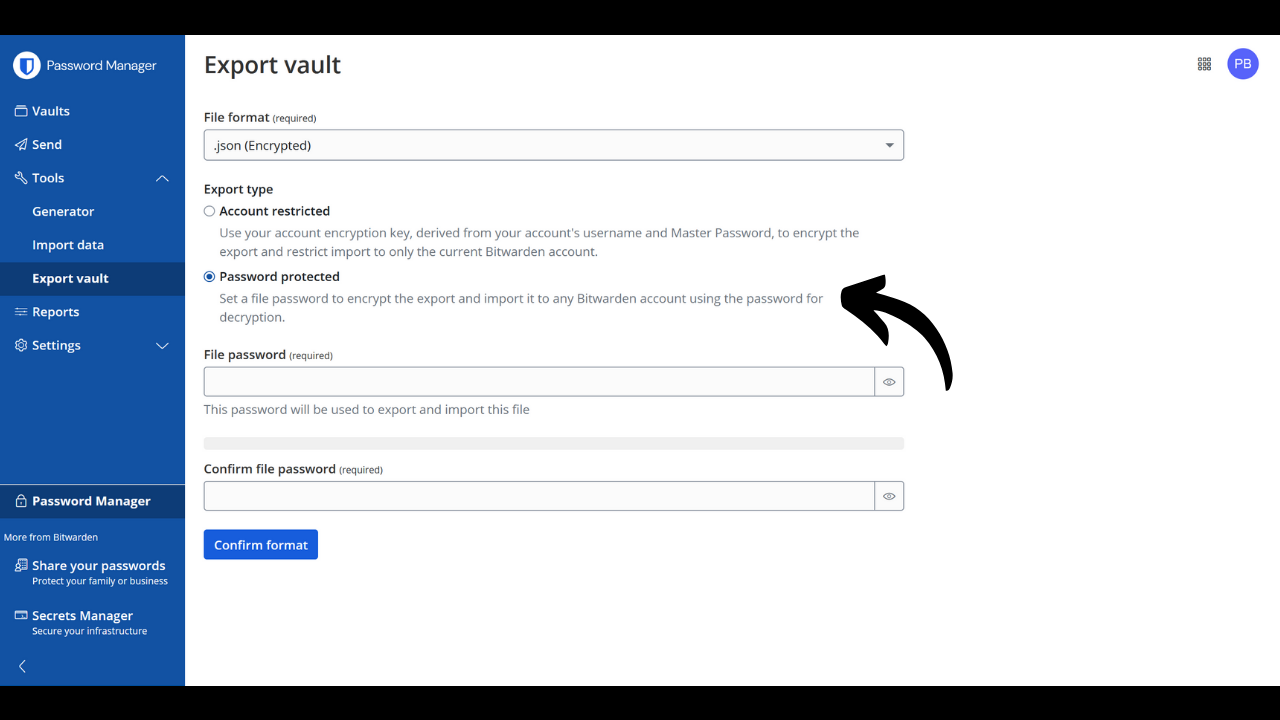 Password Manager
Vaults
Send
Tools
Generator
Import data
Export vault
Reports
Settings
Password Manager
More from Bitwarden
Share your passwords
Protect your family or business
Secrets Manager
Secure your infrastructure
Export vault
PB
File format (required)
.json (Encrypted)
Export type
Account restricted
Use your account encryption key, derived from your account's username and Master Password, to encrypt the
export and restrict import to only the current Bitwarden account.
Password protected
Set a file password to encrypt the export and import it to any Bitwarden account using the password for
decryption.
File password (required)
This password will be used to export and import this file
Confirm file password (required)
Confirm format